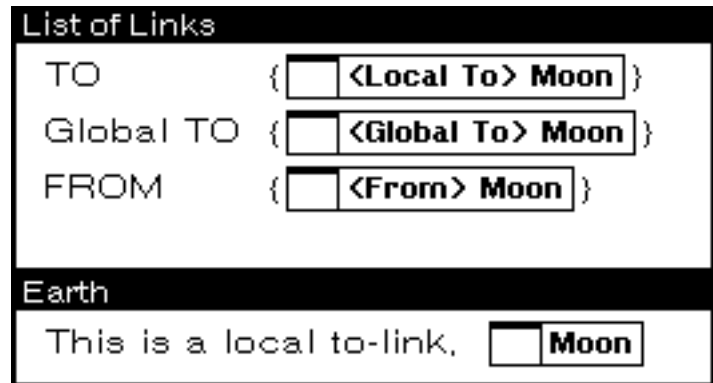 List of Links
TO { <Local To> Moon }
Global TO { <Global To> Moon }
FROM { <From> Moon }
Earth
This is a local to-link, Moon